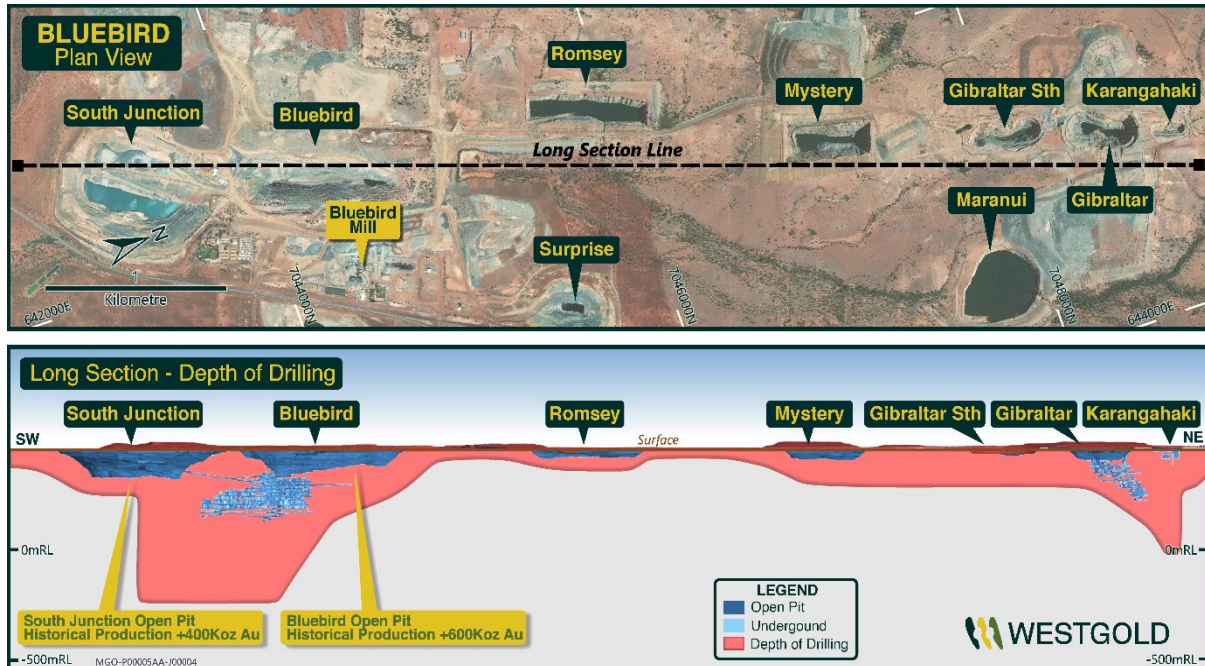 BLUEBIRD
Plan View
South Junction
Bluebird
Romsey
Mystery
Gibraltar Sth
Karangahaki
Long Section Line
Bluebird
Mill
Surprise
Maranui
Gibraltar
N
1
Kilometre
642000E
7044000N
7046000N
7048000N
644000E
Long Section - Depth of Drilling
South Junction
Bluebird
Romsey
Mystery
Gibraltar Sth
Gibraltar
Karangahaki
SW
Surface
NE
0mRL
0mRL
South Junction Open Pit
Historical Production +400Koz Au
Bluebird Open Pit
Historical Production +600Koz Au
LEGEND
Open Pit
Undergound
Depth of Drilling
WESTGOLD
-500mRL
MGO-P00005AA-J00004
-500mRL